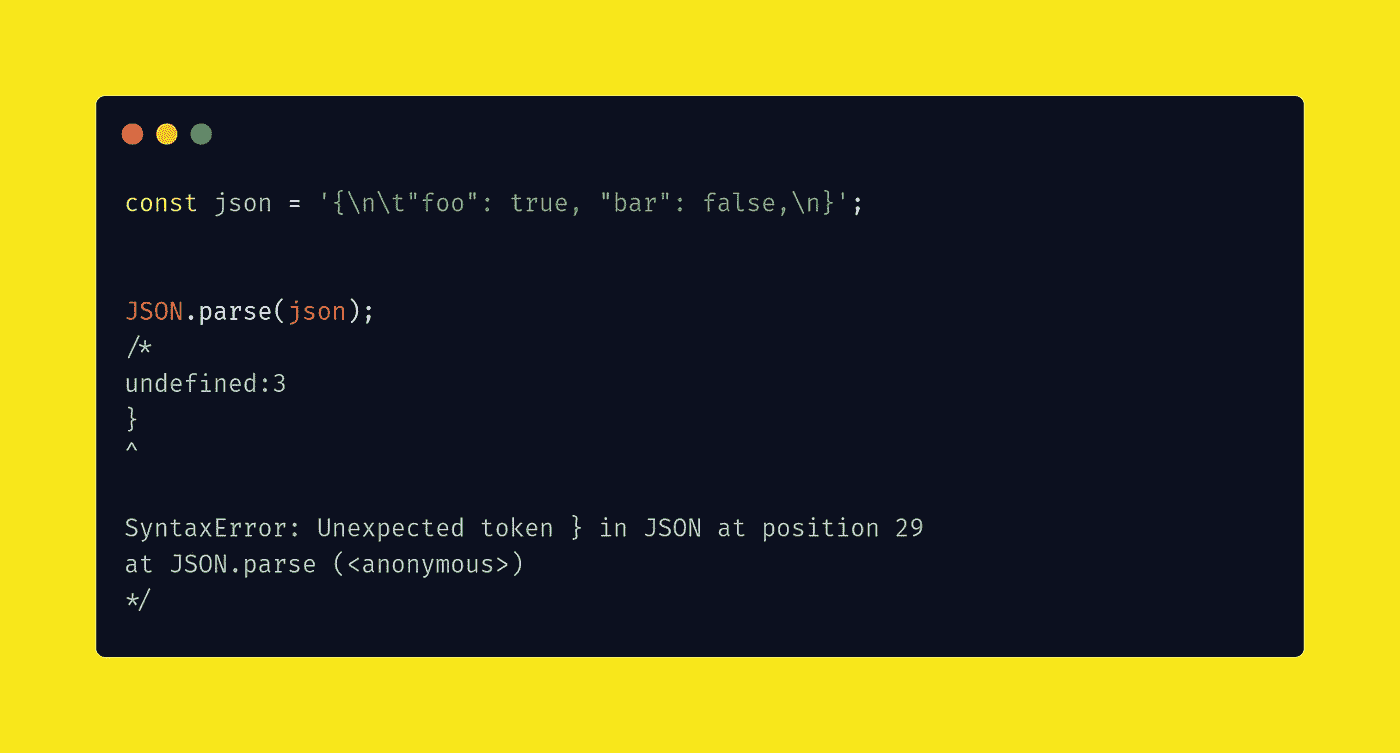 const json = '{\n\t"foo": true, "bar": false,\n}';
JSON.parse(json);
/*
undefined:3
}
^
SyntaxError: Unexpected token } in JSON at position 29
at JSON.parse (<anonymous>)
*/